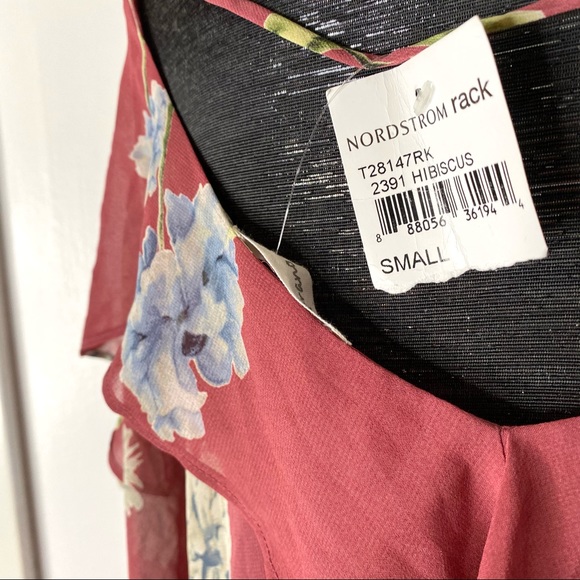 NORDSTROM rack
T28147RK
2391 HIBISCUS
8 88056 36194 4
SMALL